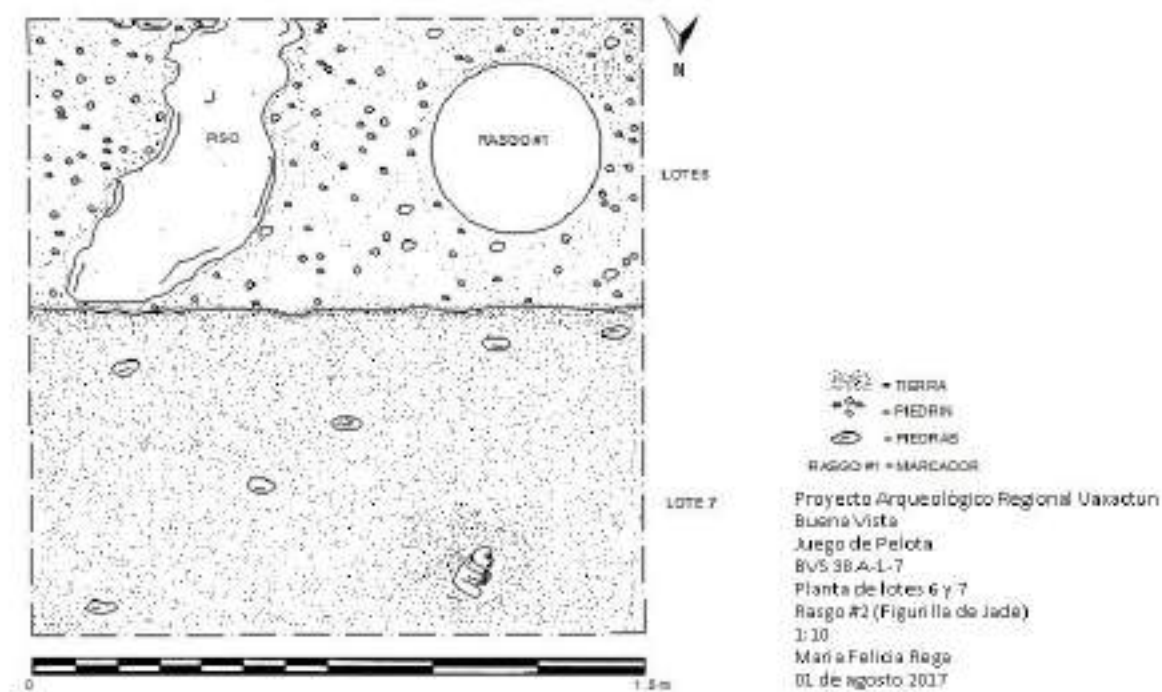 N
PISO
RASGO #1
LOTE 6
LOTE 7
= TIERRA
= PIEDRIN
= PIEDRAS
RASGO #1 = MARCADOR
Proyecto Arqueológico Regional Uaxactun
Buena Vista
Juego de Pelota
BVS 38 A-1-7
Planta de lotes 6 y 7
Rasgo #2 (Figurilla de Jade)
1:10
Maria Felicia Rega
01 de agosto 2017
0
1.5 m